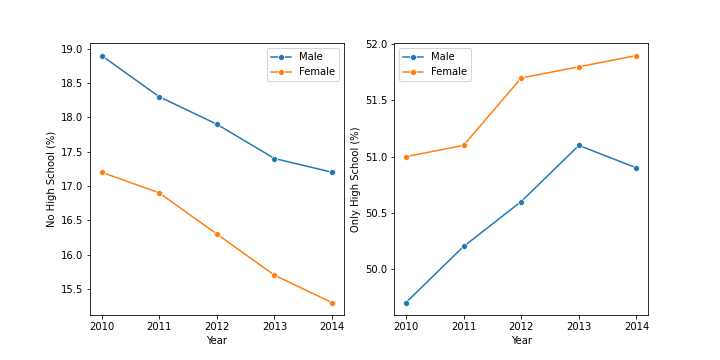 No High School (%)
19.0
18.5
18.0
17.5
17.0
16.5
16.0
15.5
Male
Female
2010 2011 2012 2013 2014
Year
Only High School (%)
52.0
51.5
51.0
50.5
50.0
Male
Female
2010 2011 2012 2013 2014
Year